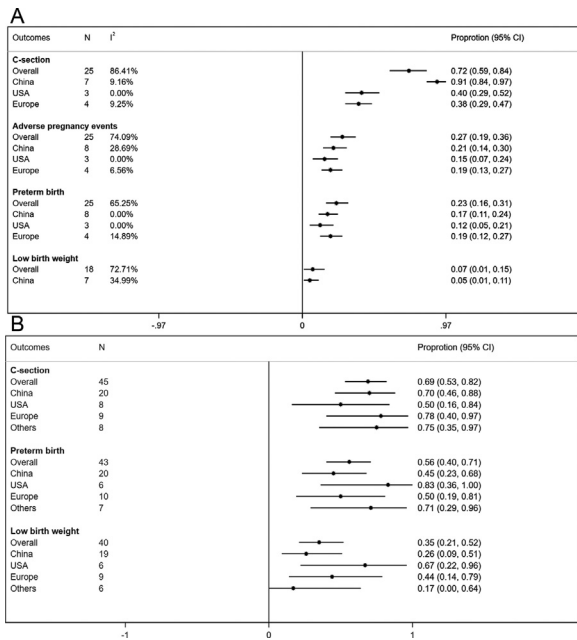 A
Outcomes N I² Proprotion (95% CI)
C-section
Overall 25 86.41% 0.72 (0.59, 0.84)
China 7 9.16% 0.91 (0.84, 0.97)
USA 3 0.00% 0.40 (0.29, 0.52)
Europe 4 9.25% 0.38 (0.29, 0.47)
Adverse pregnancy events
Overall 25 74.09% 0.27 (0.19, 0.36)
China 8 28.69% 0.21 (0.14, 0.30)
USA 3 0.00% 0.15 (0.07, 0.24)
Europe 4 6.56% 0.19 (0.13, 0.27)
Preterm birth
Overall 25 65.25% 0.23 (0.16, 0.31)
China 8 0.00% 0.17 (0.11, 0.24)
USA 3 0.00% 0.12 (0.05, 0.21)
Europe 4 14.89% 0.19 (0.12, 0.27)
Low birth weight
Overall 18 72.71% 0.07 (0.01, 0.15)
China 7 34.99% 0.05 (0.01, 0.11)
-.97 0 .97
B
Outcomes N Proprotion (95% CI)
C-section
Overall 45 0.69 (0.53, 0.82)
China 20 0.70 (0.46, 0.88)
USA 8 0.50 (0.16, 0.84)
Europe 9 0.78 (0.40, 0.97)
Others 8 0.75 (0.35, 0.97)
Preterm birth
Overall 43 0.56 (0.40, 0.71)
China 20 0.45 (0.23, 0.68)
USA 6 0.83 (0.36, 1.00)
Europe 10 0.50 (0.19, 0.81)
Others 7 0.71 (0.29, 0.96)
Low birth weight
Overall 40 0.35 (0.21, 0.52)
China 19 0.26 (0.09, 0.51)
USA 6 0.67 (0.22, 0.96)
Europe 9 0.44 (0.14, 0.79)
Others 6 0.17 (0.00, 0.64)
-1 0 1